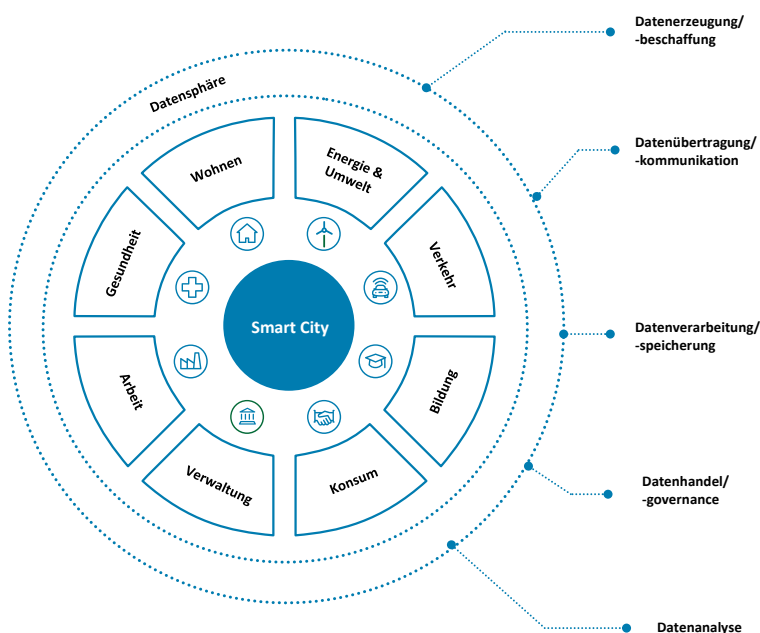 Datenerzeugung/
-beschaffung
Datensphäre
Wohnen
Energie &
Umwelt
Datenübertragung/
-kommunikation
Gesundheit
Verkehr
Smart City
Datenverarbeitung/
-speicherung
Arbeit
Bildung
Verwaltung
Konsum
Datenhandel/
-governance
Datenanalyse